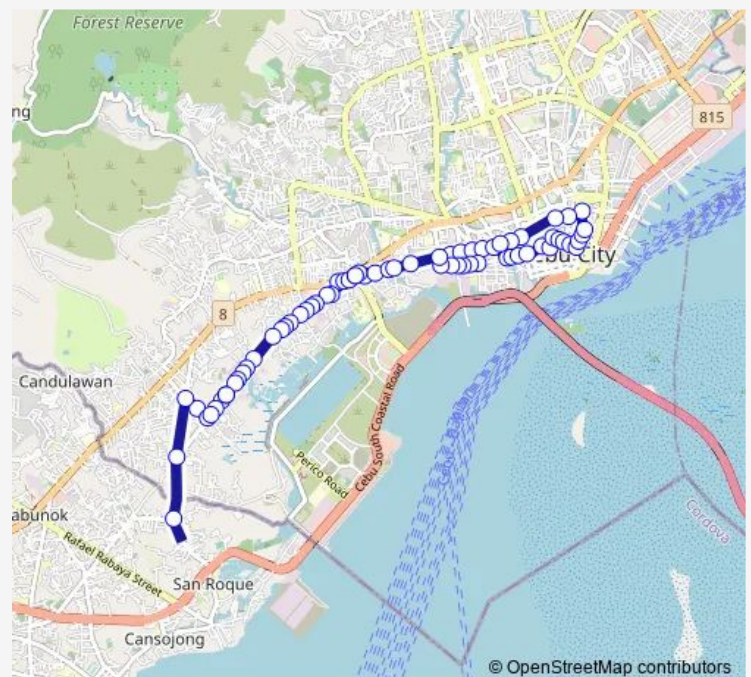 Forest Reserve
ng
815
bu City
8
Candulawan
Cebu South Coastal Road
Perico Road
abunok
Rafael Rabaya Street
Cordova
San Roque
Cansojong
© OpenStreetMap contributors